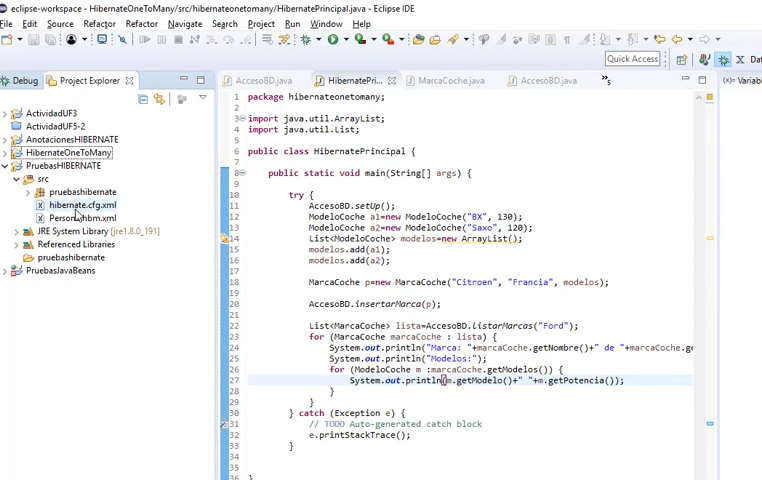 eclipse-workspace - HibernateOneToMany/src/hibernateonetomany/HibernatePrincipal.java - Eclipse IDE
File Edit Source Refactor Refactor Navigate Search Project Run Window Help
Quick Access
Debug Project Explorer AccesoBD.java HibernatePri... MarcaCoche.java AccesoBD.java »5 (x)= Variab
ActividadUF3
ActividadUF5-2
AnotacionesHIBERNATE
HibernateOneToMany
PruebasHIBERNATE
src
pruebashibernate
hibernate.cfg.xml
hbm.xml
JRE System Library [jre1.8.0_191]
Referenced Libraries
pruebashibernate
PruebasJavaBeans
1 package hibernateonetomany;
2
3 import java.util.ArrayList;
4 import java.util.List;
5
6 public class HibernatePrincipal {
7
8 public static void main(String[] args) {
9
10 try {
11 AccesoBD.setUp();
12 ModeloCoche a1=new ModeloCoche("BX", 130);
13 ModeloCoche a2=new ModeloCoche("Saxo", 120);
14 List<ModeloCoche> modelos=new ArrayList();
15 modelos.add(a1);
16 modelos.add(a2);
17
18 MarcaCoche p=new MarcaCoche("Citroen", "Francia", modelos);
19
20 AccesoBD.insertarMarca(p);
21
22 List<MarcaCoche> lista=AccesoBD.listarMarcas("Ford");
23 for (MarcaCoche marcaCoche : lista) {
24 System.out.println("Marca: "+marcaCoche.getNombre()+" de "+marcaCoche.ge
25 System.out.println("Modelos:");
26 for (ModeloCoche m :marcaCoche.getModelos()) {
27 System.out.println(m.getModelo()+" "+m.getPotencia());
28 }
29 }
30 } catch (Exception e) {
31 // TODO Auto-generated catch block
32 e.printStackTrace();
33 }
34
35
36 }